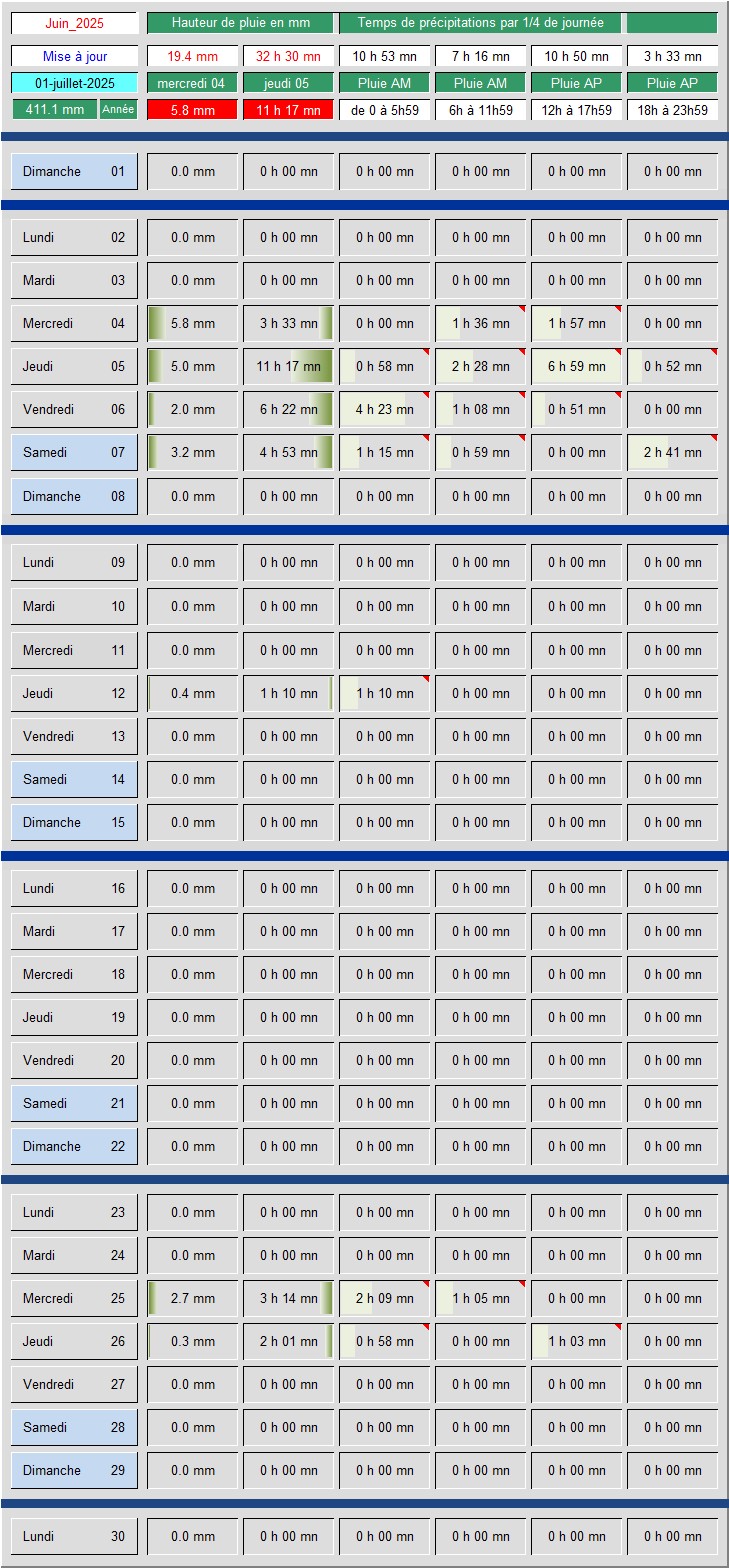 Juin_2025 Hauteur de pluie en mm Temps de précipitations par 1/4 de journée
Mise à jour 19.4 mm 32 h 30 mn 10 h 53 mn 7 h 16 mn 10 h 50 mn 3 h 33 mn
01-juillet-2025 mercredi 04 jeudi 05 Pluie AM Pluie AM Pluie AP Pluie AP
411.1 mm Année 5.8 mm 11 h 17 mn de 0 à 5h59 6h à 11h59 12h à 17h59 18h à 23h59
Dimanche 01 0.0 mm 0 h 00 mn 0 h 00 mn 0 h 00 mn 0 h 00 mn 0 h 00 mn
Lundi 02 0.0 mm 0 h 00 mn 0 h 00 mn 0 h 00 mn 0 h 00 mn 0 h 00 mn
Mardi 03 0.0 mm 0 h 00 mn 0 h 00 mn 0 h 00 mn 0 h 00 mn 0 h 00 mn
Mercredi 04 5.8 mm 3 h 33 mn 0 h 00 mn 1 h 36 mn 1 h 57 mn 0 h 00 mn
Jeudi 05 5.0 mm 11 h 17 mn 0 h 58 mn 2 h 28 mn 6 h 59 mn 0 h 52 mn
Vendredi 06 2.0 mm 6 h 22 mn 4 h 23 mn 1 h 08 mn 0 h 51 mn 0 h 00 mn
Samedi 07 3.2 mm 4 h 53 mn 1 h 15 mn 0 h 59 mn 0 h 00 mn 2 h 41 mn
Dimanche 08 0.0 mm 0 h 00 mn 0 h 00 mn 0 h 00 mn 0 h 00 mn 0 h 00 mn
Lundi 09 0.0 mm 0 h 00 mn 0 h 00 mn 0 h 00 mn 0 h 00 mn 0 h 00 mn
Mardi 10 0.0 mm 0 h 00 mn 0 h 00 mn 0 h 00 mn 0 h 00 mn 0 h 00 mn
Mercredi 11 0.0 mm 0 h 00 mn 0 h 00 mn 0 h 00 mn 0 h 00 mn 0 h 00 mn
Jeudi 12 0.4 mm 1 h 10 mn 1 h 10 mn 0 h 00 mn 0 h 00 mn 0 h 00 mn
Vendredi 13 0.0 mm 0 h 00 mn 0 h 00 mn 0 h 00 mn 0 h 00 mn 0 h 00 mn
Samedi 14 0.0 mm 0 h 00 mn 0 h 00 mn 0 h 00 mn 0 h 00 mn 0 h 00 mn
Dimanche 15 0.0 mm 0 h 00 mn 0 h 00 mn 0 h 00 mn 0 h 00 mn 0 h 00 mn
Lundi 16 0.0 mm 0 h 00 mn 0 h 00 mn 0 h 00 mn 0 h 00 mn 0 h 00 mn
Mardi 17 0.0 mm 0 h 00 mn 0 h 00 mn 0 h 00 mn 0 h 00 mn 0 h 00 mn
Mercredi 18 0.0 mm 0 h 00 mn 0 h 00 mn 0 h 00 mn 0 h 00 mn 0 h 00 mn
Jeudi 19 0.0 mm 0 h 00 mn 0 h 00 mn 0 h 00 mn 0 h 00 mn 0 h 00 mn
Vendredi 20 0.0 mm 0 h 00 mn 0 h 00 mn 0 h 00 mn 0 h 00 mn 0 h 00 mn
Samedi 21 0.0 mm 0 h 00 mn 0 h 00 mn 0 h 00 mn 0 h 00 mn 0 h 00 mn
Dimanche 22 0.0 mm 0 h 00 mn 0 h 00 mn 0 h 00 mn 0 h 00 mn 0 h 00 mn
Lundi 23 0.0 mm 0 h 00 mn 0 h 00 mn 0 h 00 mn 0 h 00 mn 0 h 00 mn
Mardi 24 0.0 mm 0 h 00 mn 0 h 00 mn 0 h 00 mn 0 h 00 mn 0 h 00 mn
Mercredi 25 2.7 mm 3 h 14 mn 2 h 09 mn 1 h 05 mn 0 h 00 mn 0 h 00 mn
Jeudi 26 0.3 mm 2 h 01 mn 0 h 58 mn 0 h 00 mn 1 h 03 mn 0 h 00 mn
Vendredi 27 0.0 mm 0 h 00 mn 0 h 00 mn 0 h 00 mn 0 h 00 mn 0 h 00 mn
Samedi 28 0.0 mm 0 h 00 mn 0 h 00 mn 0 h 00 mn 0 h 00 mn 0 h 00 mn
Dimanche 29 0.0 mm 0 h 00 mn 0 h 00 mn 0 h 00 mn 0 h 00 mn 0 h 00 mn
Lundi 30 0.0 mm 0 h 00 mn 0 h 00 mn 0 h 00 mn 0 h 00 mn 0 h 00 mn